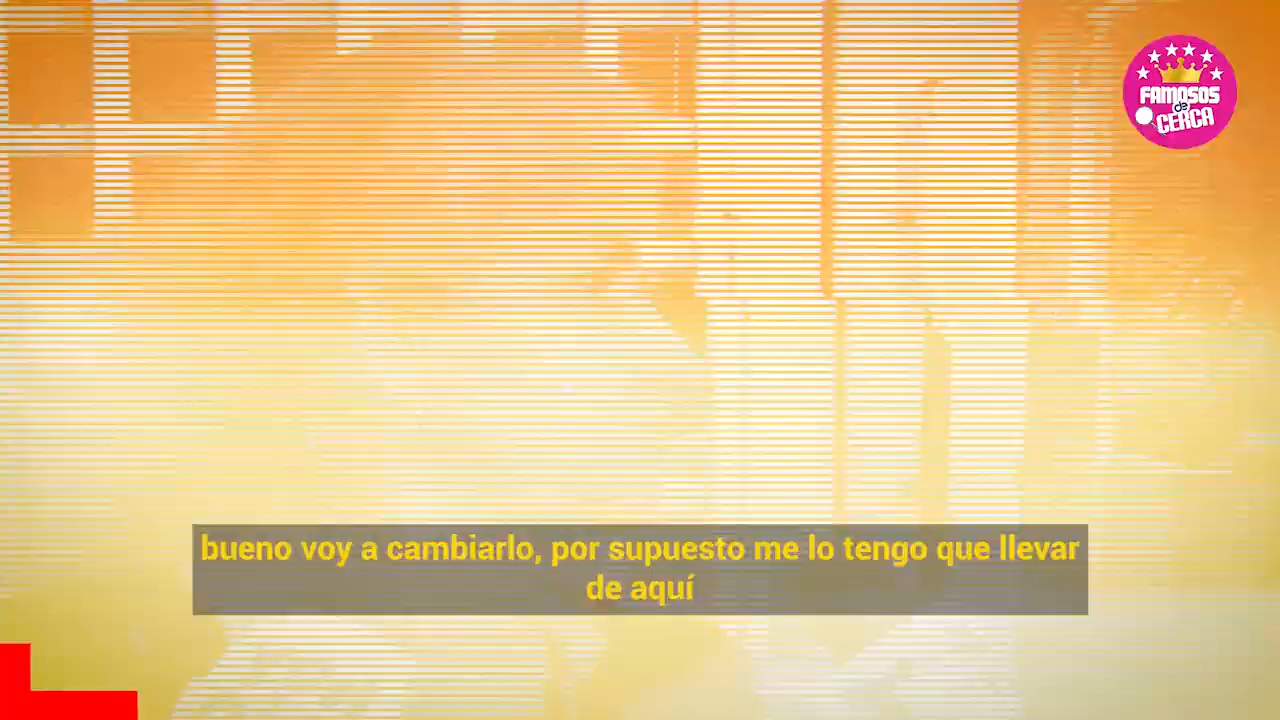 FAMOSOS
de
CERCA
bueno voy a cambiarlo, por supuesto me lo tengo que llevar
de aquí